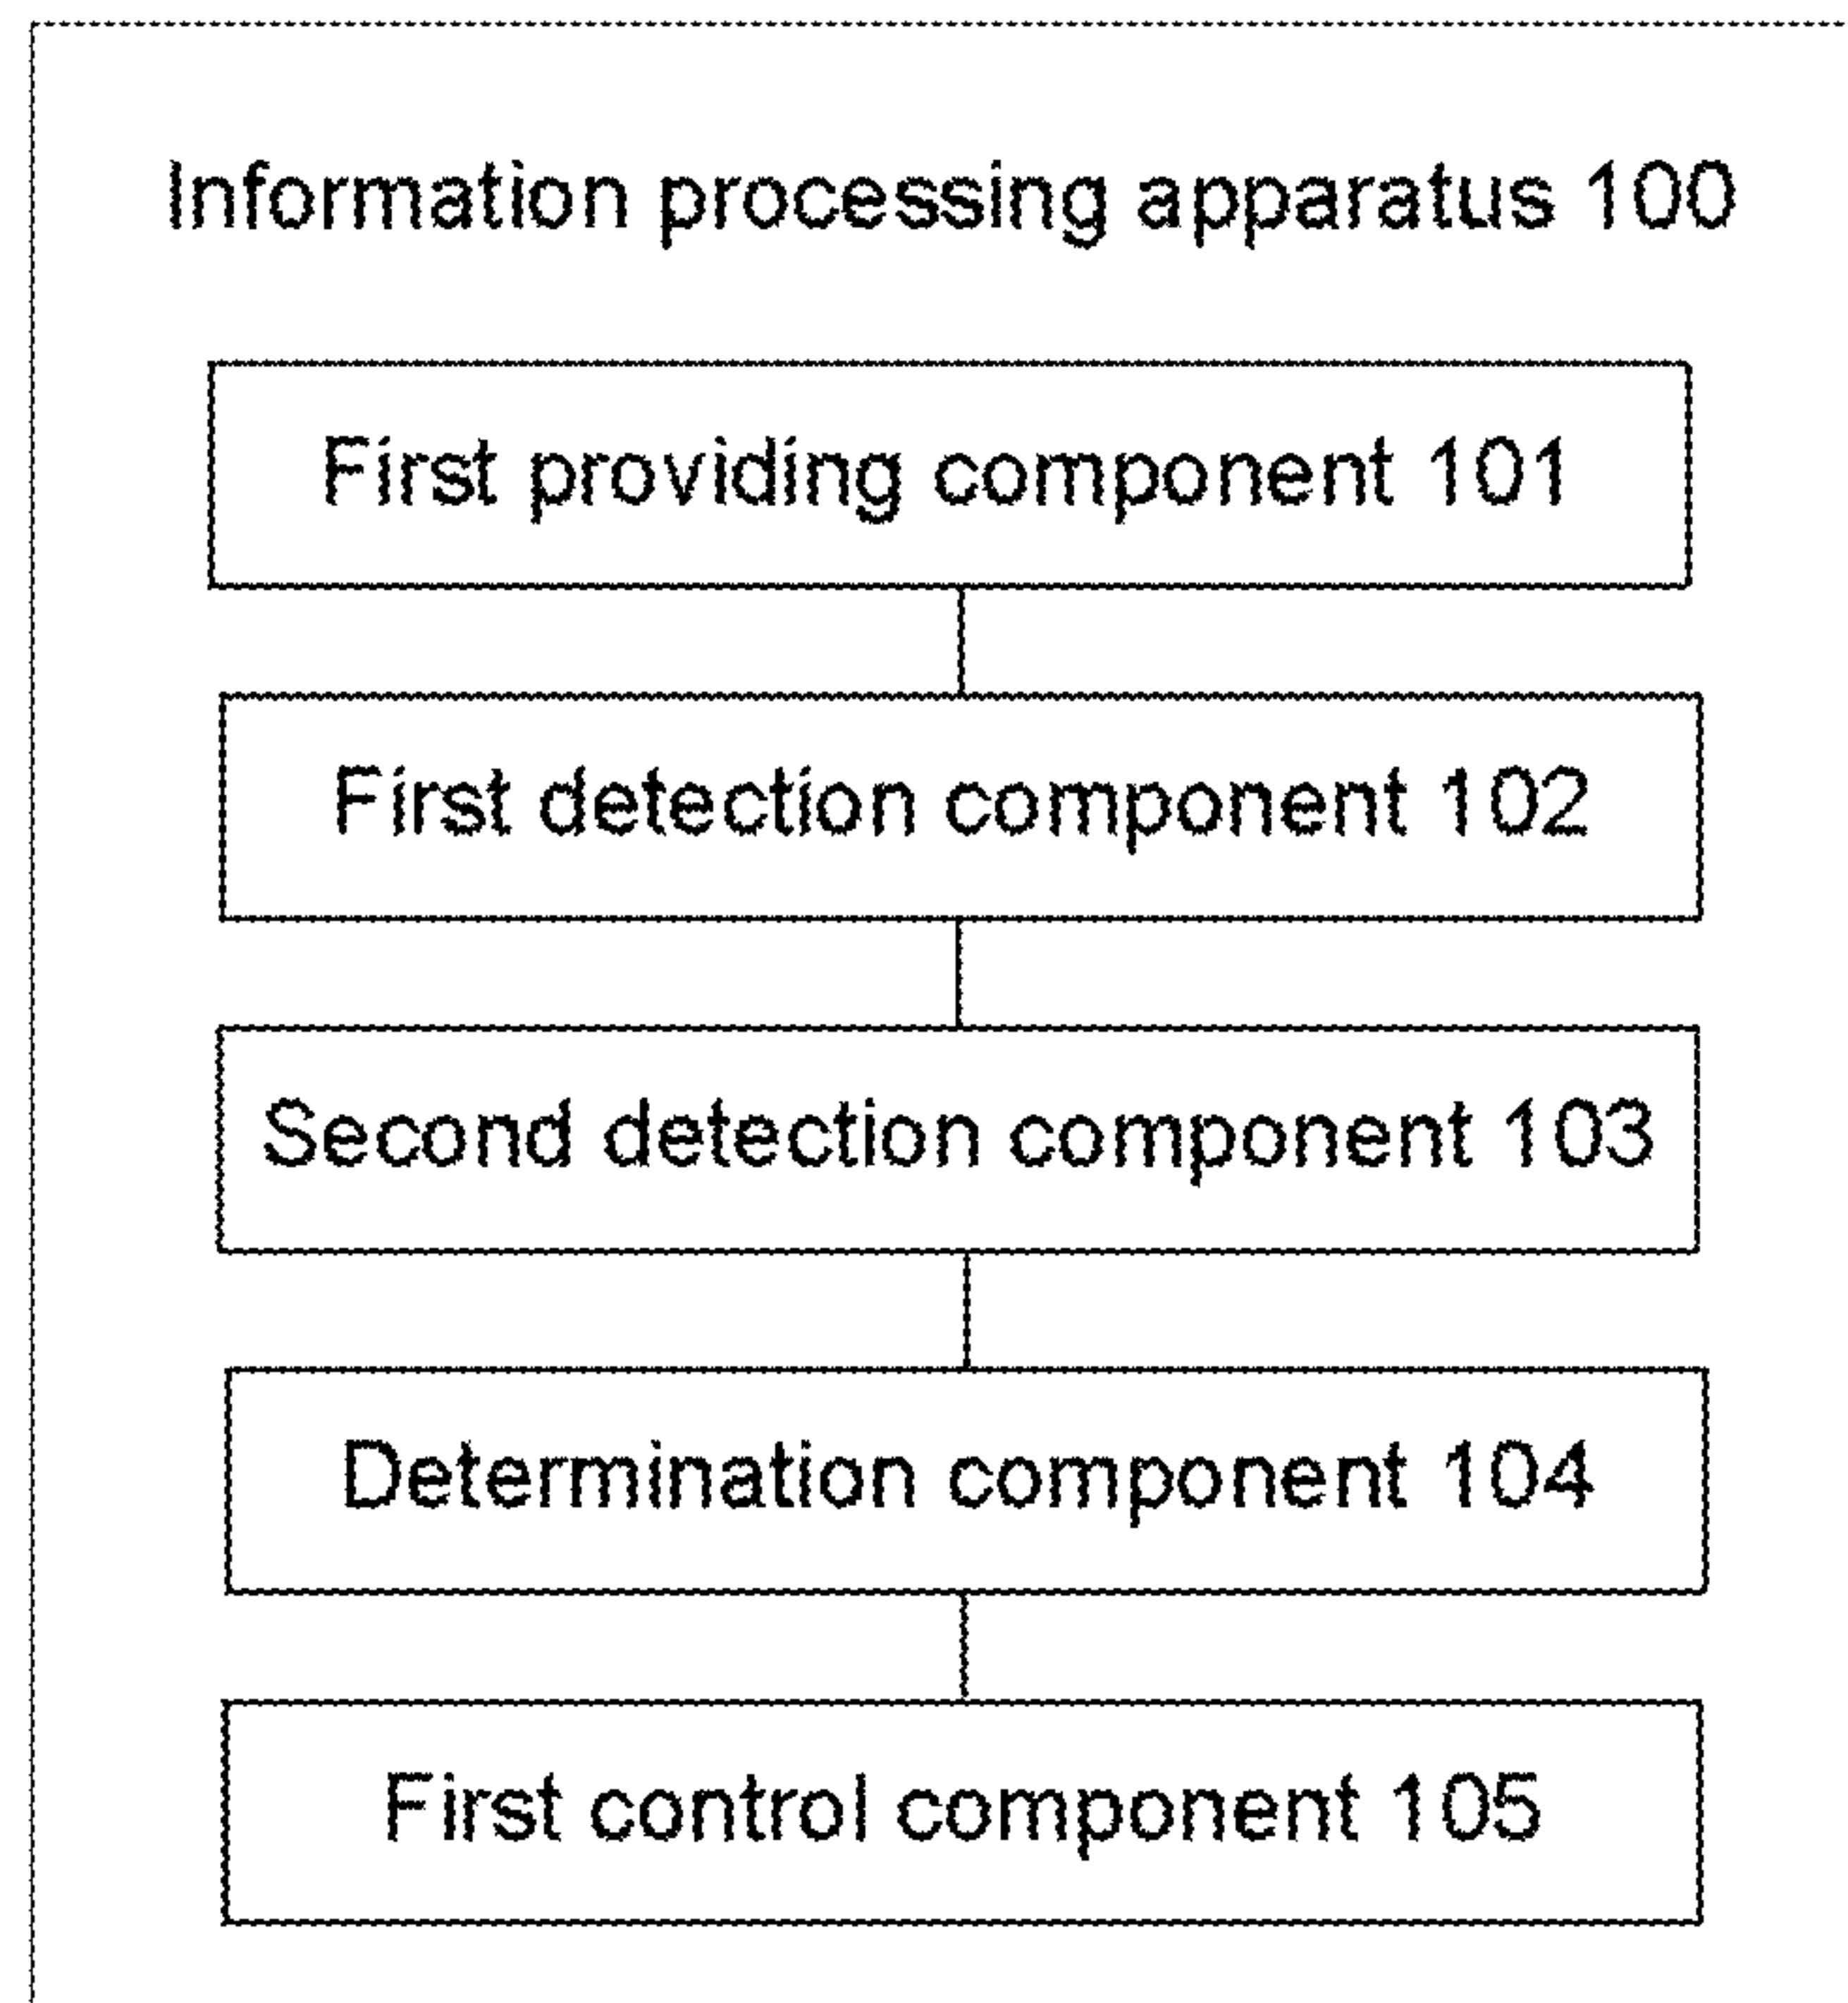 Information processing apparatus 100
First providing component 101
First detection component 102
Second detection component 103
Determination component 104
First control component 105